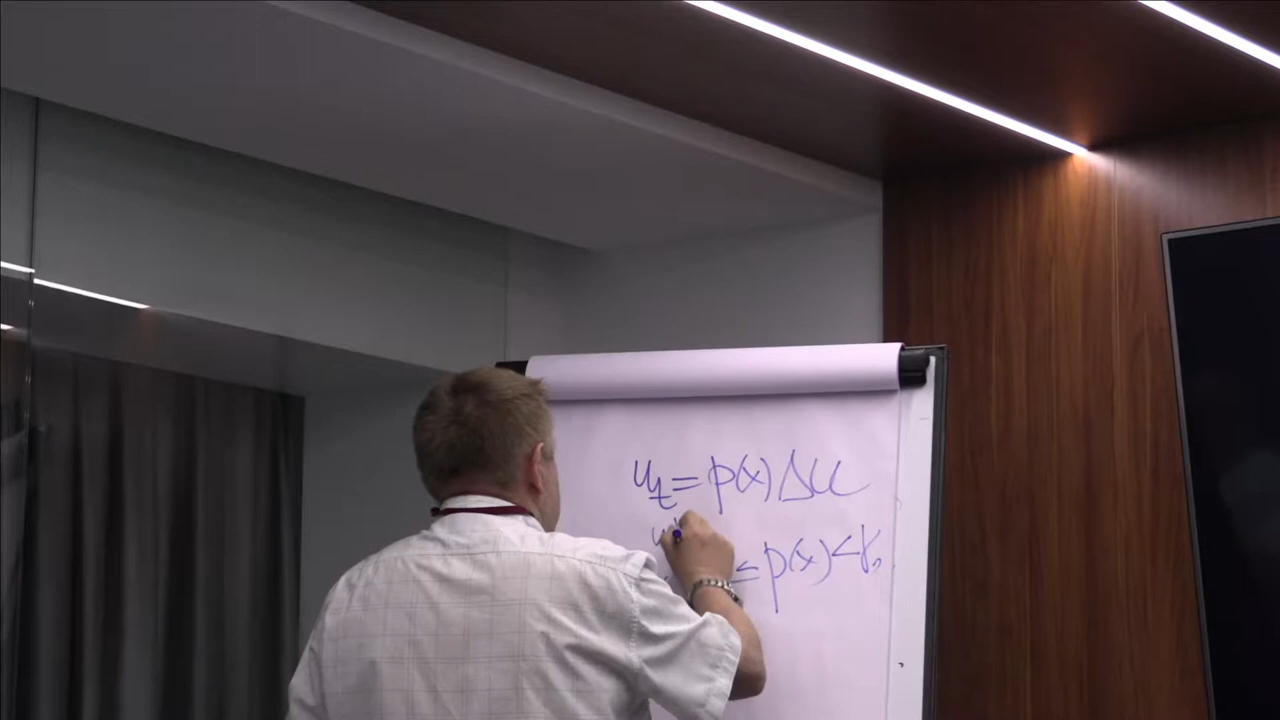 u_t = p(x) Δu
≤ p(x) <